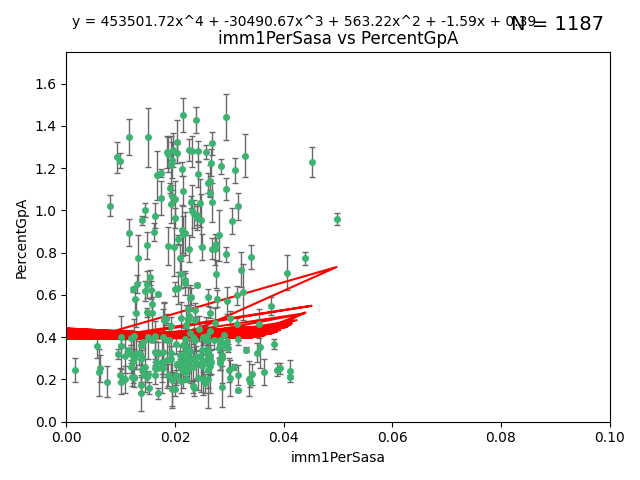 y = 453501.72x^4 + -30490.67x^3 + 563.22x^2 + -1.59x + 0.39
N = 1187
imm1PerSasa vs PercentGpA
1.6
1.4
1.2
1.0
0.8
0.6
0.4
0.2
0.0
PercentGpA
0.00 0.02 0.04 0.06 0.08 0.10
imm1PerSasa